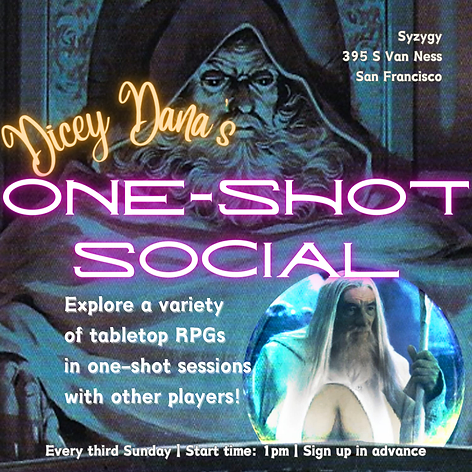 Syzygy
395 S Van Ness
San Francisco
Dicey Dana's
ONE-SHOT
SOCIAL
Explore a variety
of tabletop RPGs
in one-shot sessions
with other players!
Every third Sunday | Start time: 1pm | Sign up in advance